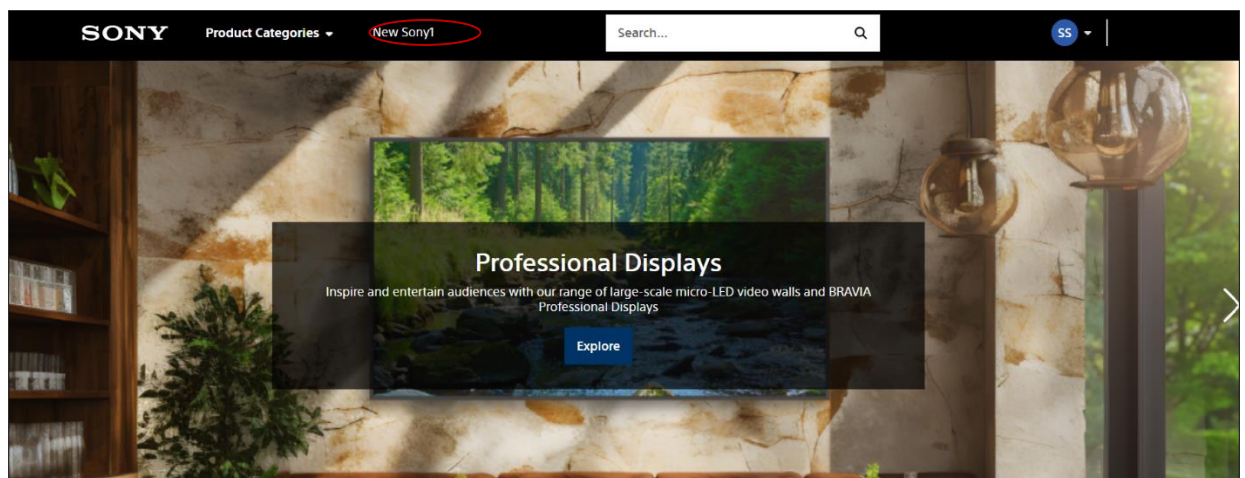 SONY
Product Categories
New Sony1
Search...
SS
Professional Displays
Inspire and entertain audiences with our range of large-scale micro-LED video walls and BRAVIA
Professional Displays
Explore